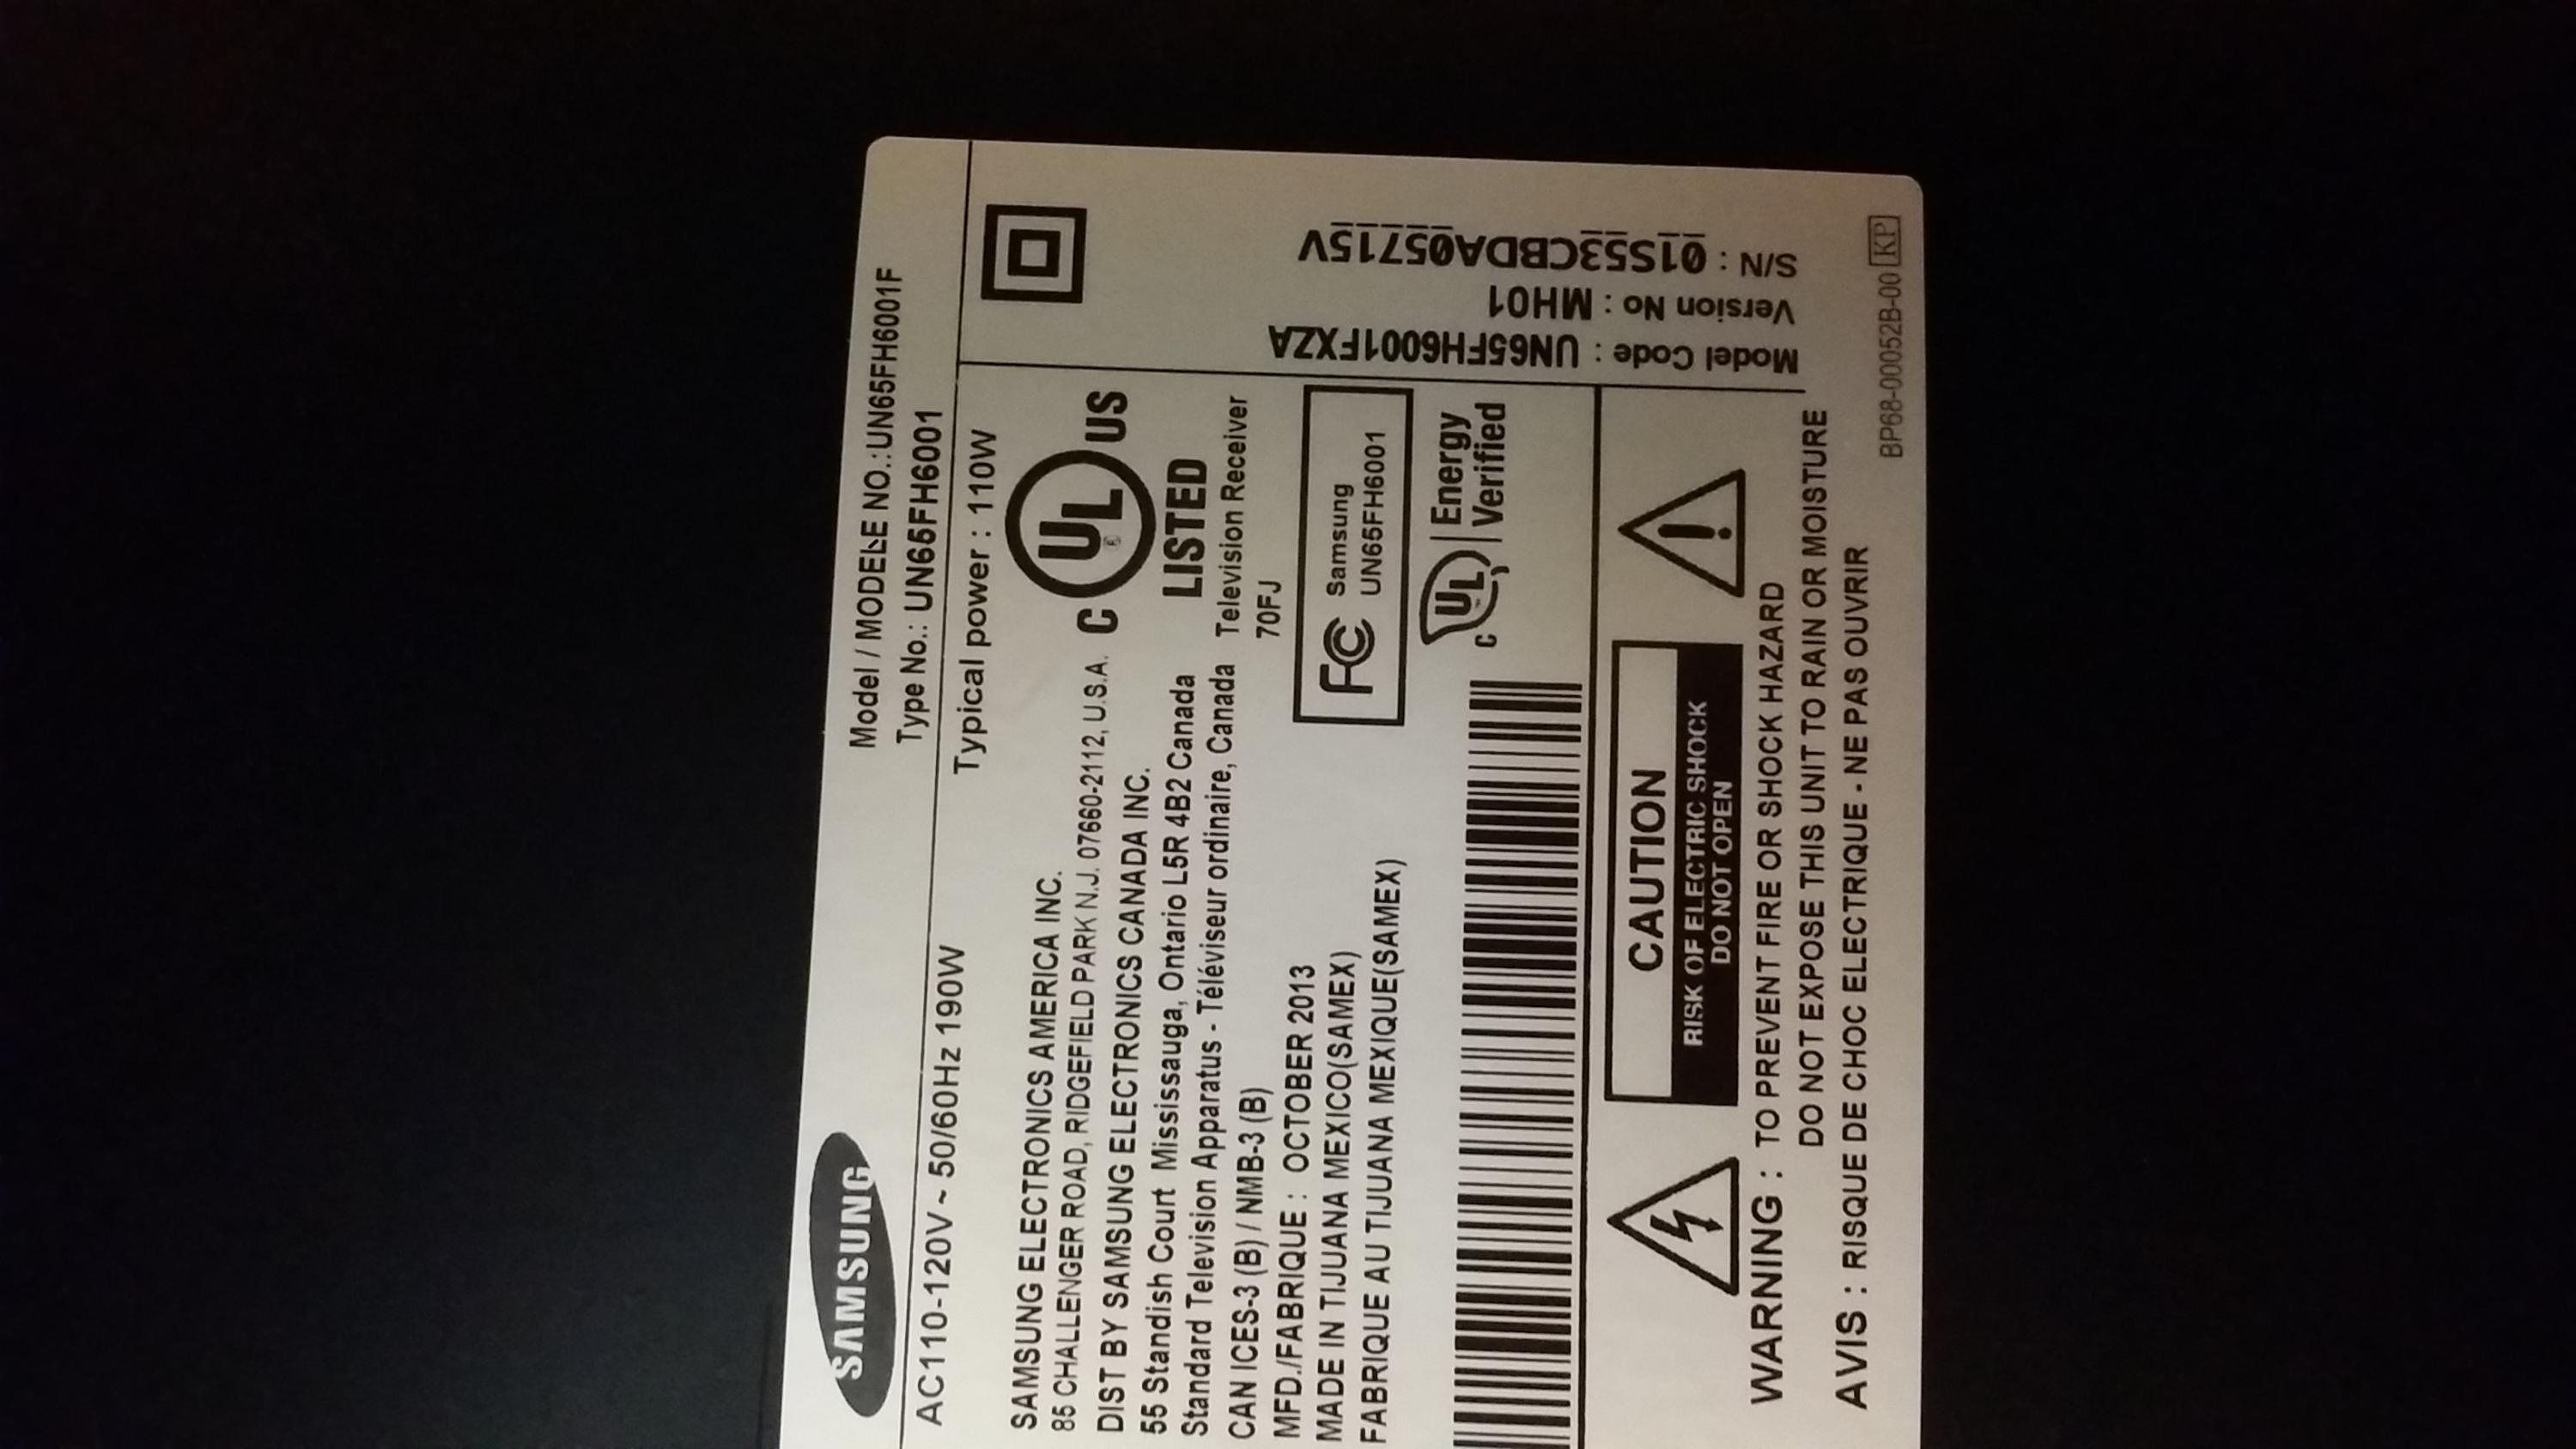 SAMSUNG
Model / MODELE NO.:UN65FH6001F
Type No.: UN65FH6001
AC110-120V ~ 50/60Hz 190W
Typical power : 110W
SAMSUNG ELECTRONICS AMERICA INC.
85 CHALLENGER ROAD, RIDGEFIELD PARK N.J. 07660-2112, U.S.A.
DIST BY SAMSUNG ELECTRONICS CANADA INC.
55 Standish Court Mississauga, Ontario L5R 4B2 Canada
Standard Television Apparatus - Téléviseur ordinaire, Canada
CAN ICES-3 (B) / NMB-3 (B)
MFD./FABRIQUE : OCTOBER 2013
MADE IN TIJUANA MEXICO(SAMEX)
FABRIQUE AU TIJUANA MEXIQUE(SAMEX)
C UL US
®
LISTED
Television Receiver
70FJ
FC Samsung
UN65FH6001
C UL Energy
Verified
Model Code : UN65FH6001FXZA
Version No : MH01
S/N : 01S53CBDA05715V
CAUTION
RISK OF ELECTRIC SHOCK
DO NOT OPEN
WARNING : TO PREVENT FIRE OR SHOCK HAZARD
DO NOT EXPOSE THIS UNIT TO RAIN OR MOISTURE
AVIS : RISQUE DE CHOC ELECTRIQUE - NE PAS OUVRIR
BP68-00052B-00 KP